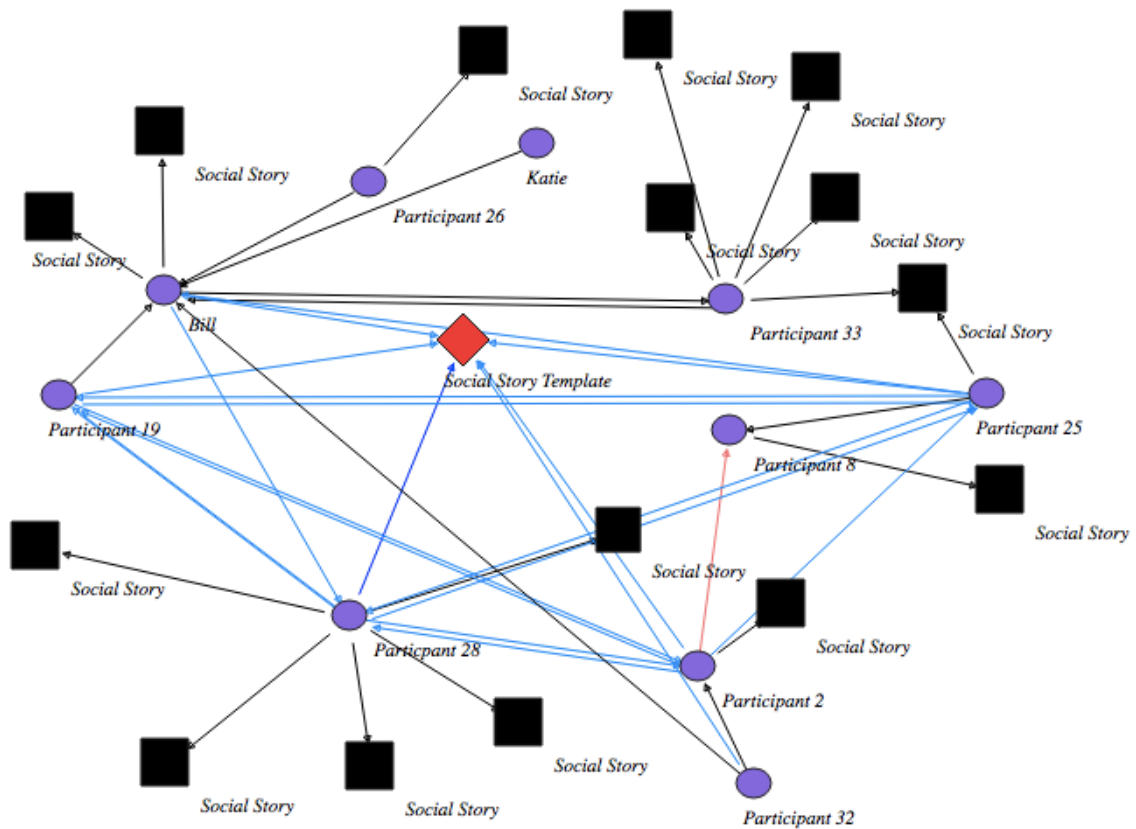 Social Story
Social Story
Social Story
Social Story
Katie
Participant 26
Social Story
Social Story
Social Story
Social Story
Bill
Participant 33
Social Story
Social Story Template
Participant 19
Particpant 25
Participant 8
Social Story
Social Story
Social Story
Particpant 28
Social Story
Participant 2
Social Story
Social Story
Social Story
Participant 32